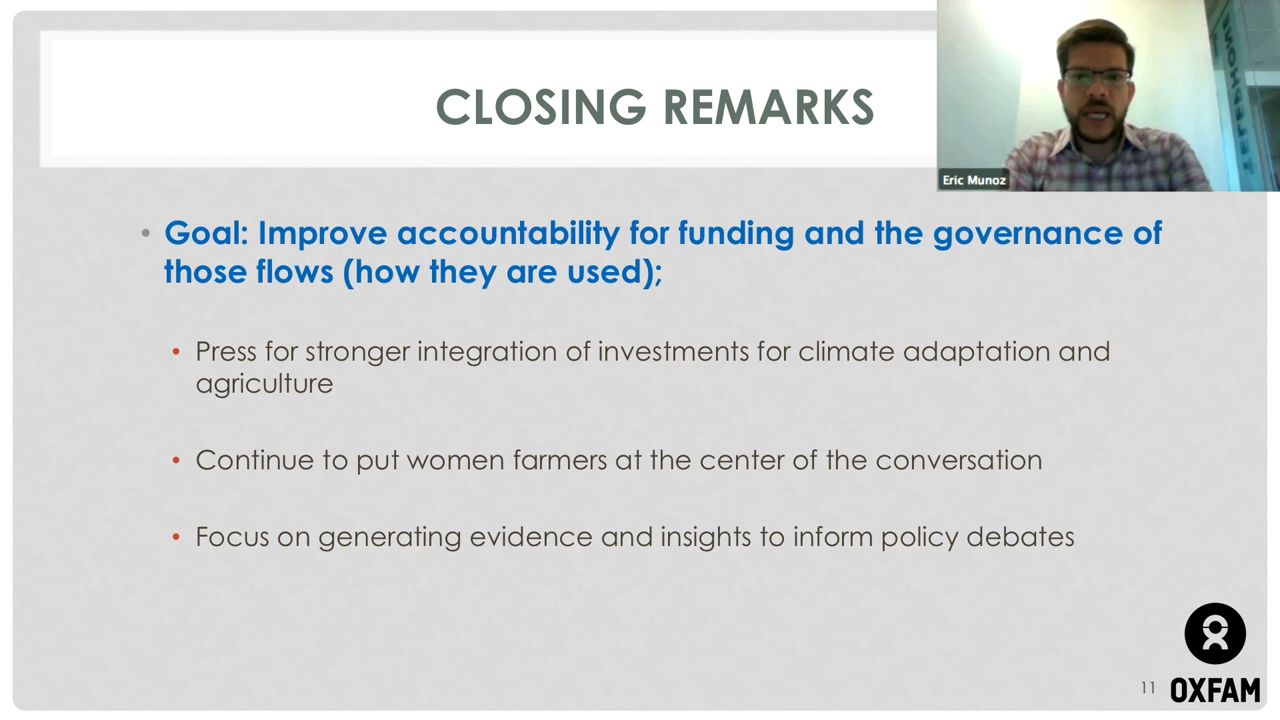 CLOSING REMARKS
Eric Munoz
• Goal: Improve accountability for funding and the governance of
those flows (how they are used);
• Press for stronger integration of investments for climate adaptation and
agriculture
• Continue to put women farmers at the center of the conversation
• Focus on generating evidence and insights to inform policy debates
11
OXFAM